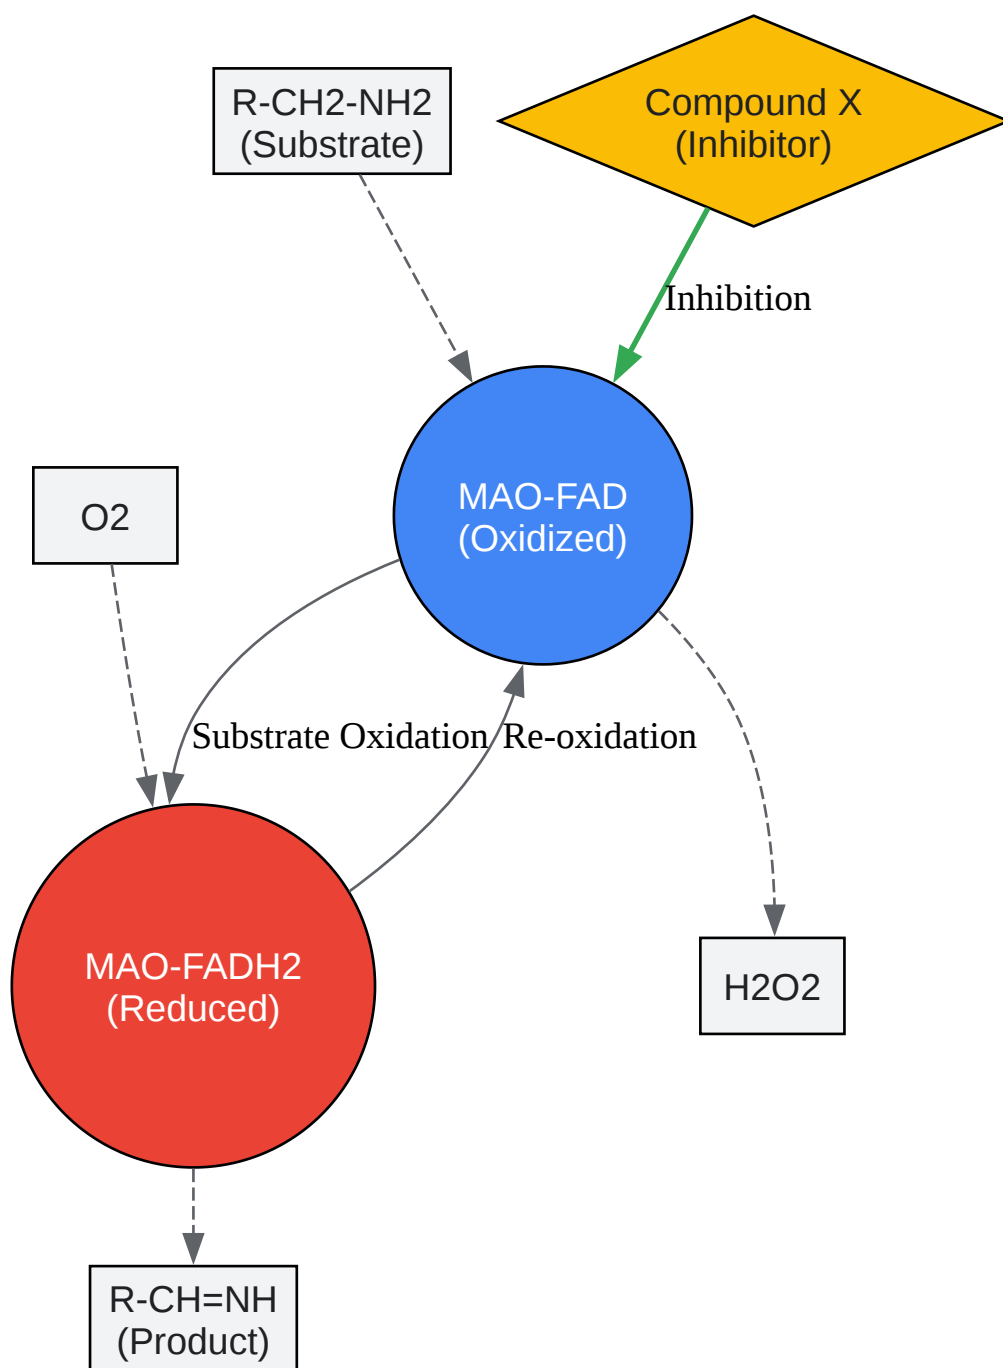 R-CH2-NH2
(Substrate)
Compound X
(Inhibitor)
Inhibition
MAO-FAD
(Oxidized)
O2
Substrate Oxidation
Re-oxidation
MAO-FADH2
(Reduced)
H2O2
R-CH=NH
(Product)